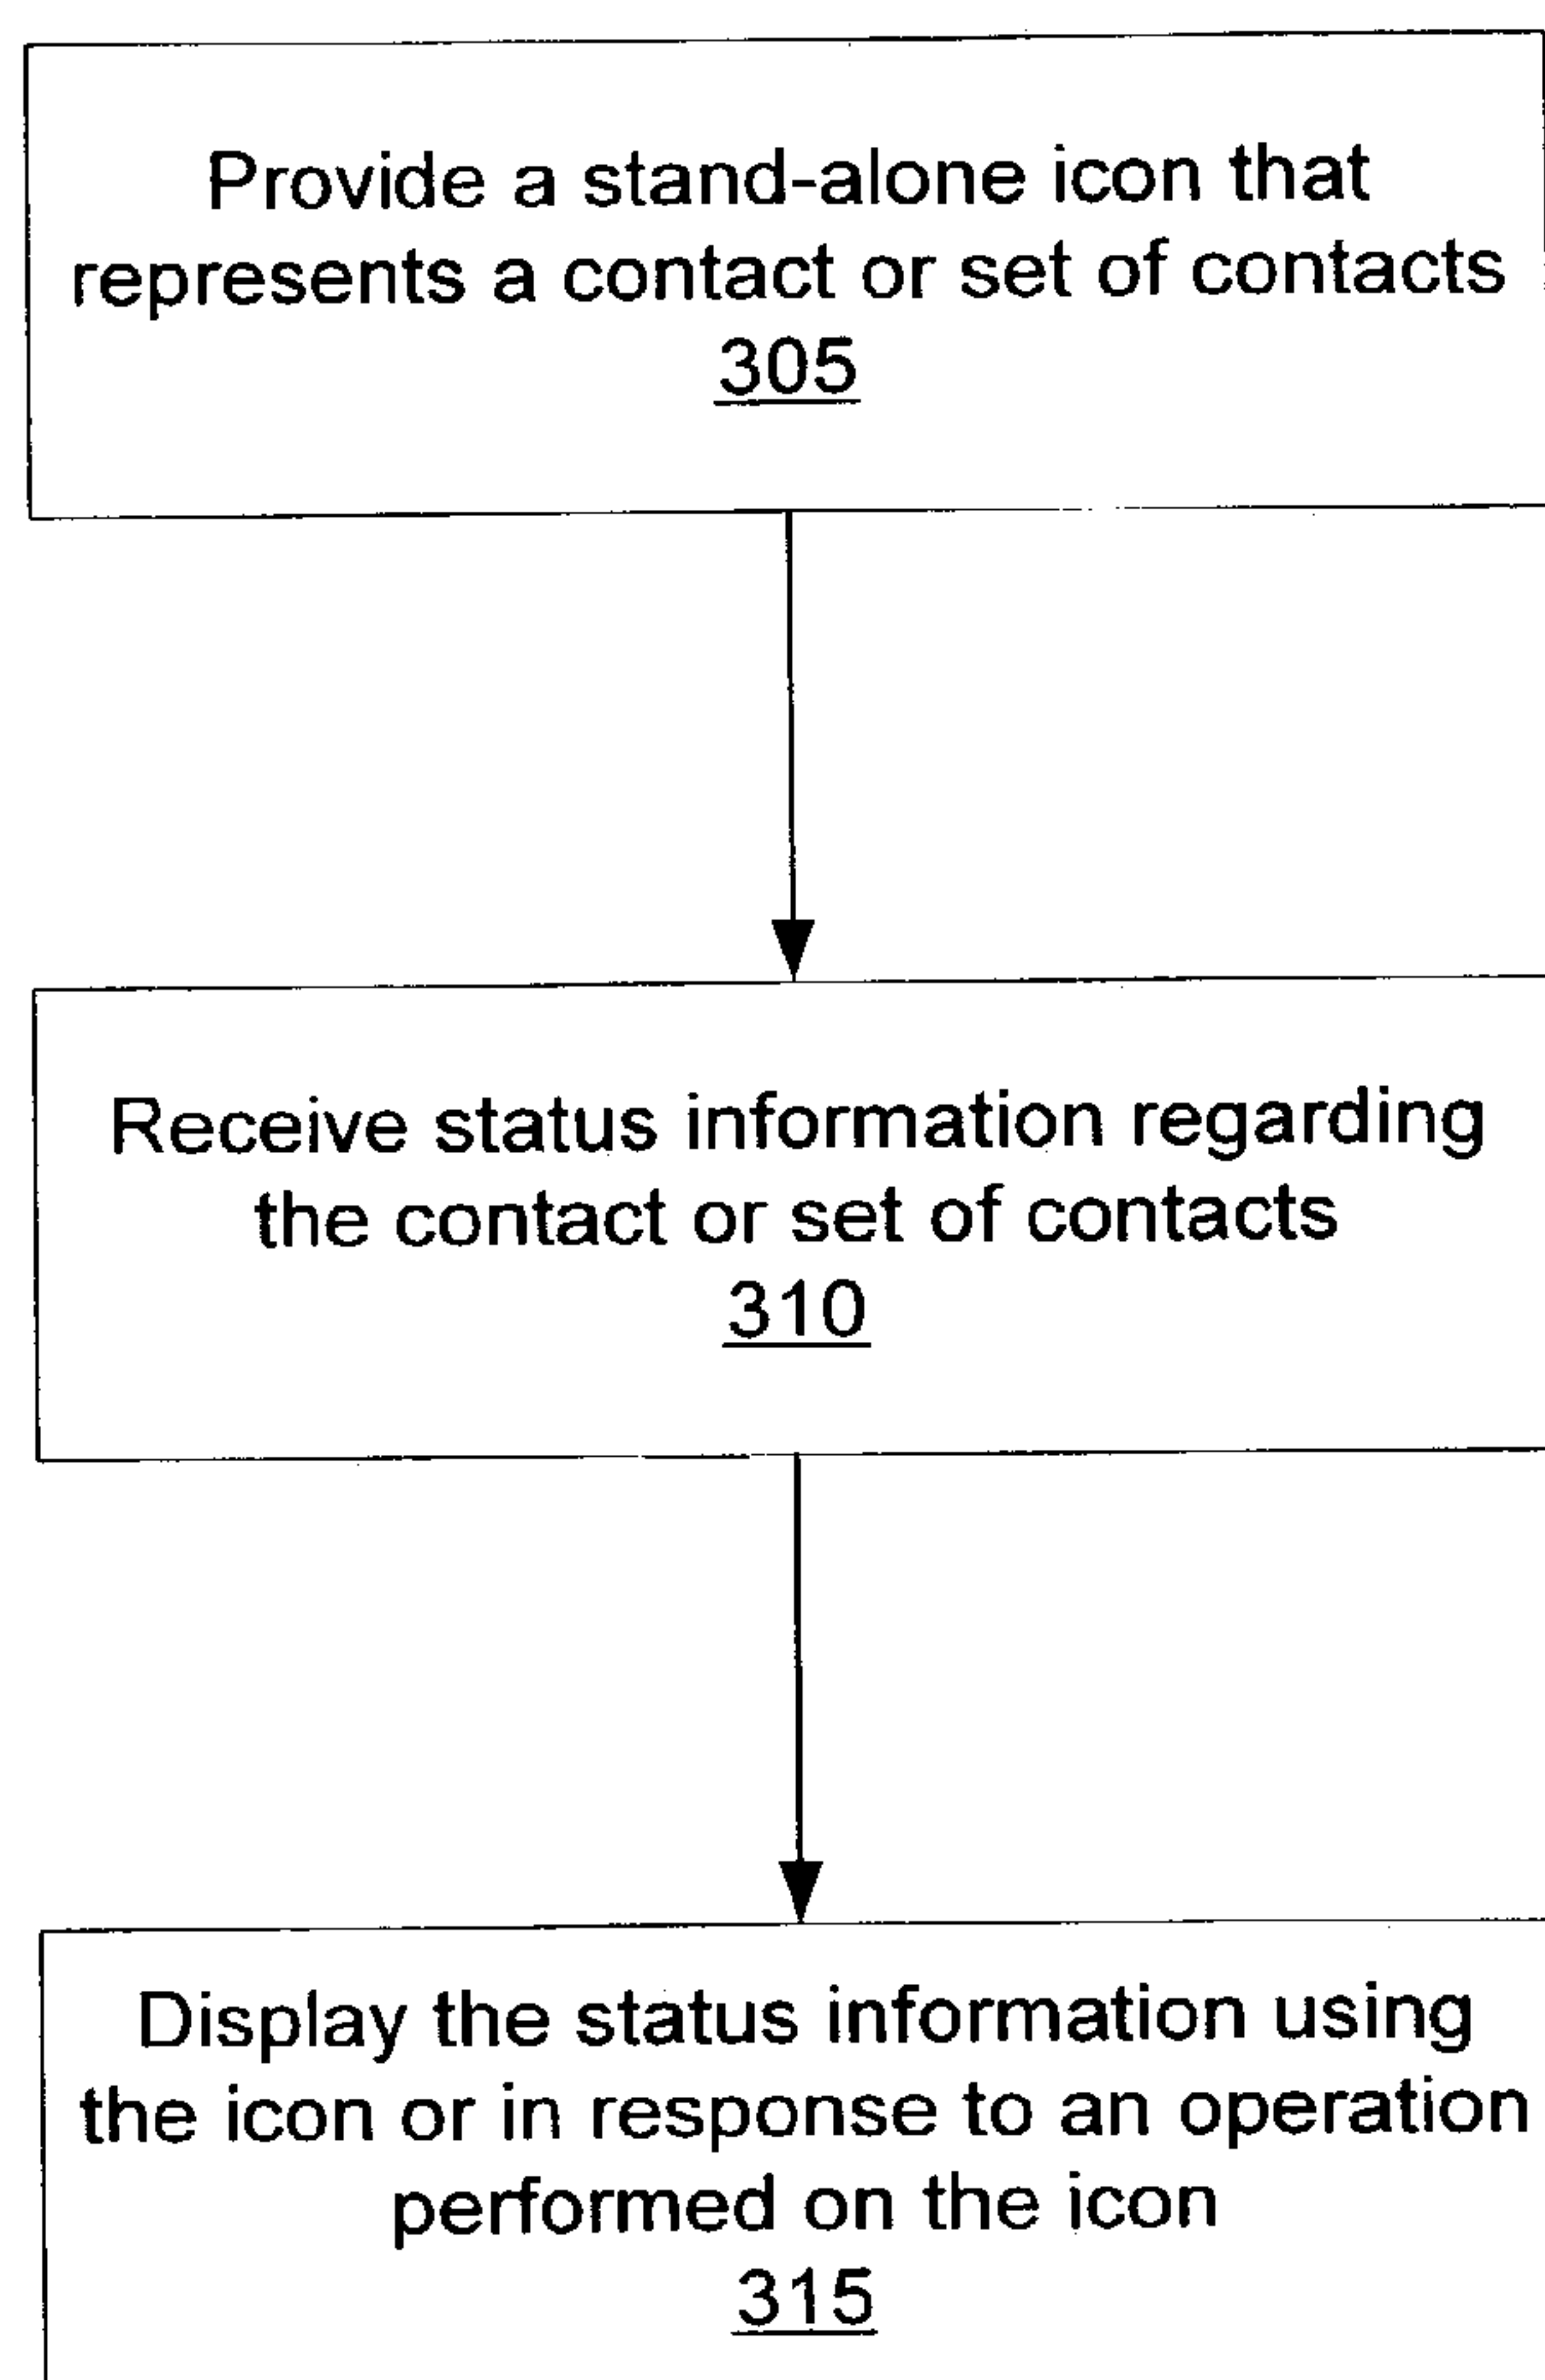 Provide a stand-alone icon that
represents a contact or set of contacts
305
Receive status information regarding
the contact or set of contacts
310
Display the status information using
the icon or in response to an operation
performed on the icon
315